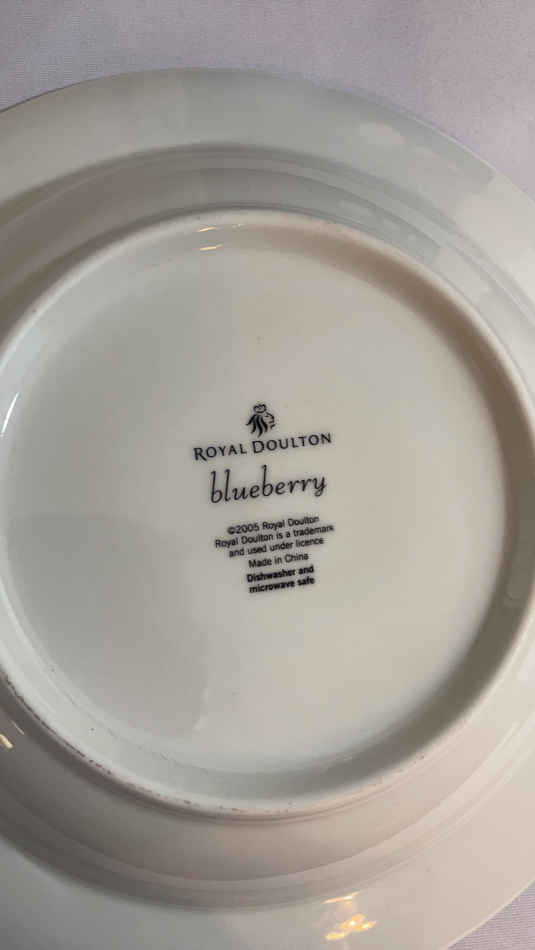 ROYAL DOULTON
blueberry
©2005 Royal Doulton
Royal Doulton is a trademark
and used under licence
Made in China
Dishwasher and
microwave safe